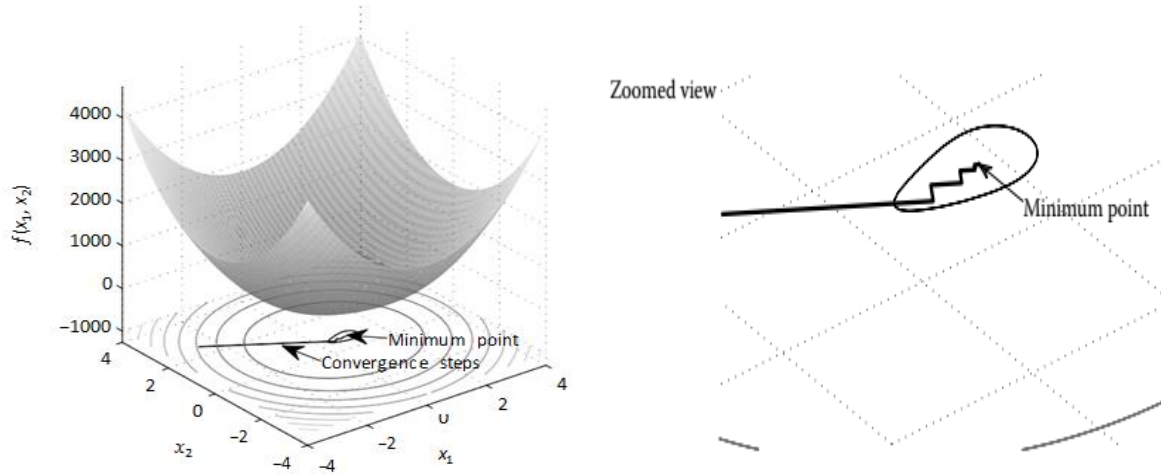 Zoomed view
4000
3000
2000
1000
0
−1000
f(x1, x2)
Minimum point
Convergence steps
Minimum point
4
2
0
−2
−4
x2
−4
−2
υ
2
4
x1